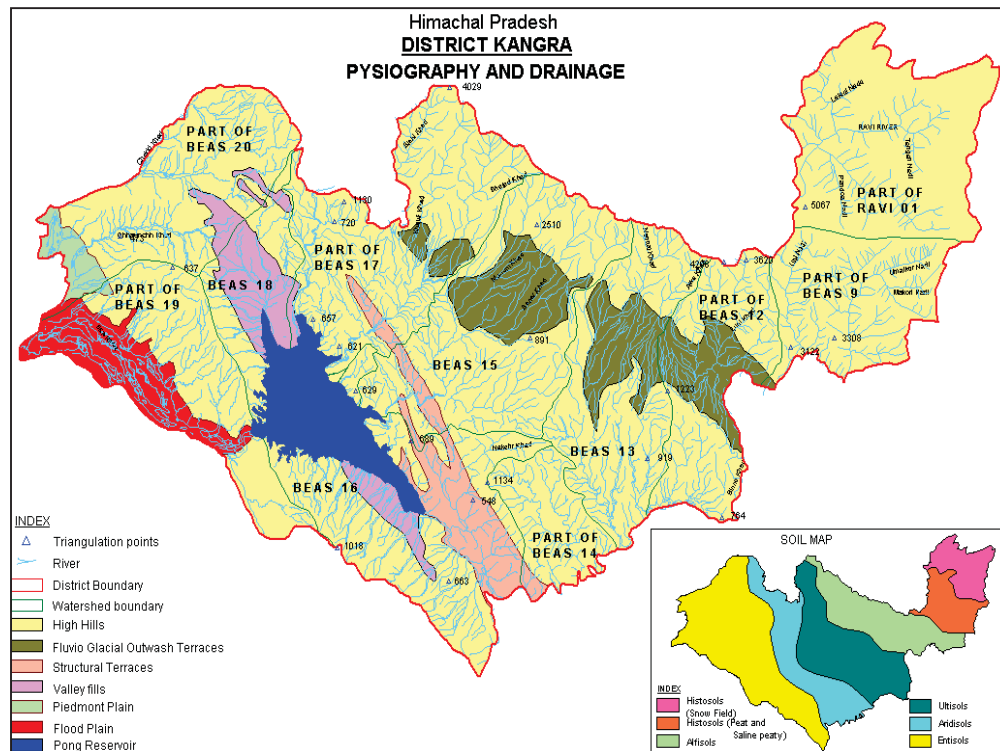 Himachal Pradesh
DISTRICT KANGRA
PYSIOGRAPHY AND DRAINAGE
4029
PART OF
BEAS 20
RAVI RIVER
PART OF
RAVI 01
5067
1180
720
2510
PART OF
BEAS 17
637
PART OF
BEAS 19
BEAS 18
4268
3620
PART OF
BEAS 12
PART OF
BEAS 9
657
621
891
BEAS 15
3122
3308
629
1223
689
BEAS 13
919
BEAS 16
1134
548
764
PART OF
BEAS 14
1018
663
INDEX
Triangulation points
River
District Boundary
Watershed boundary
High Hills
Fluvio Glacial Outwash Terraces
Structural Terraces
Valley fills
Piedmont Plain
Flood Plain
Pong Reservoir
SOIL MAP
INDEX
Histosols
(Snow Field)
Histosols (Peat and
Saline peaty)
Alfisols
Ultisols
Aridisols
Entisols